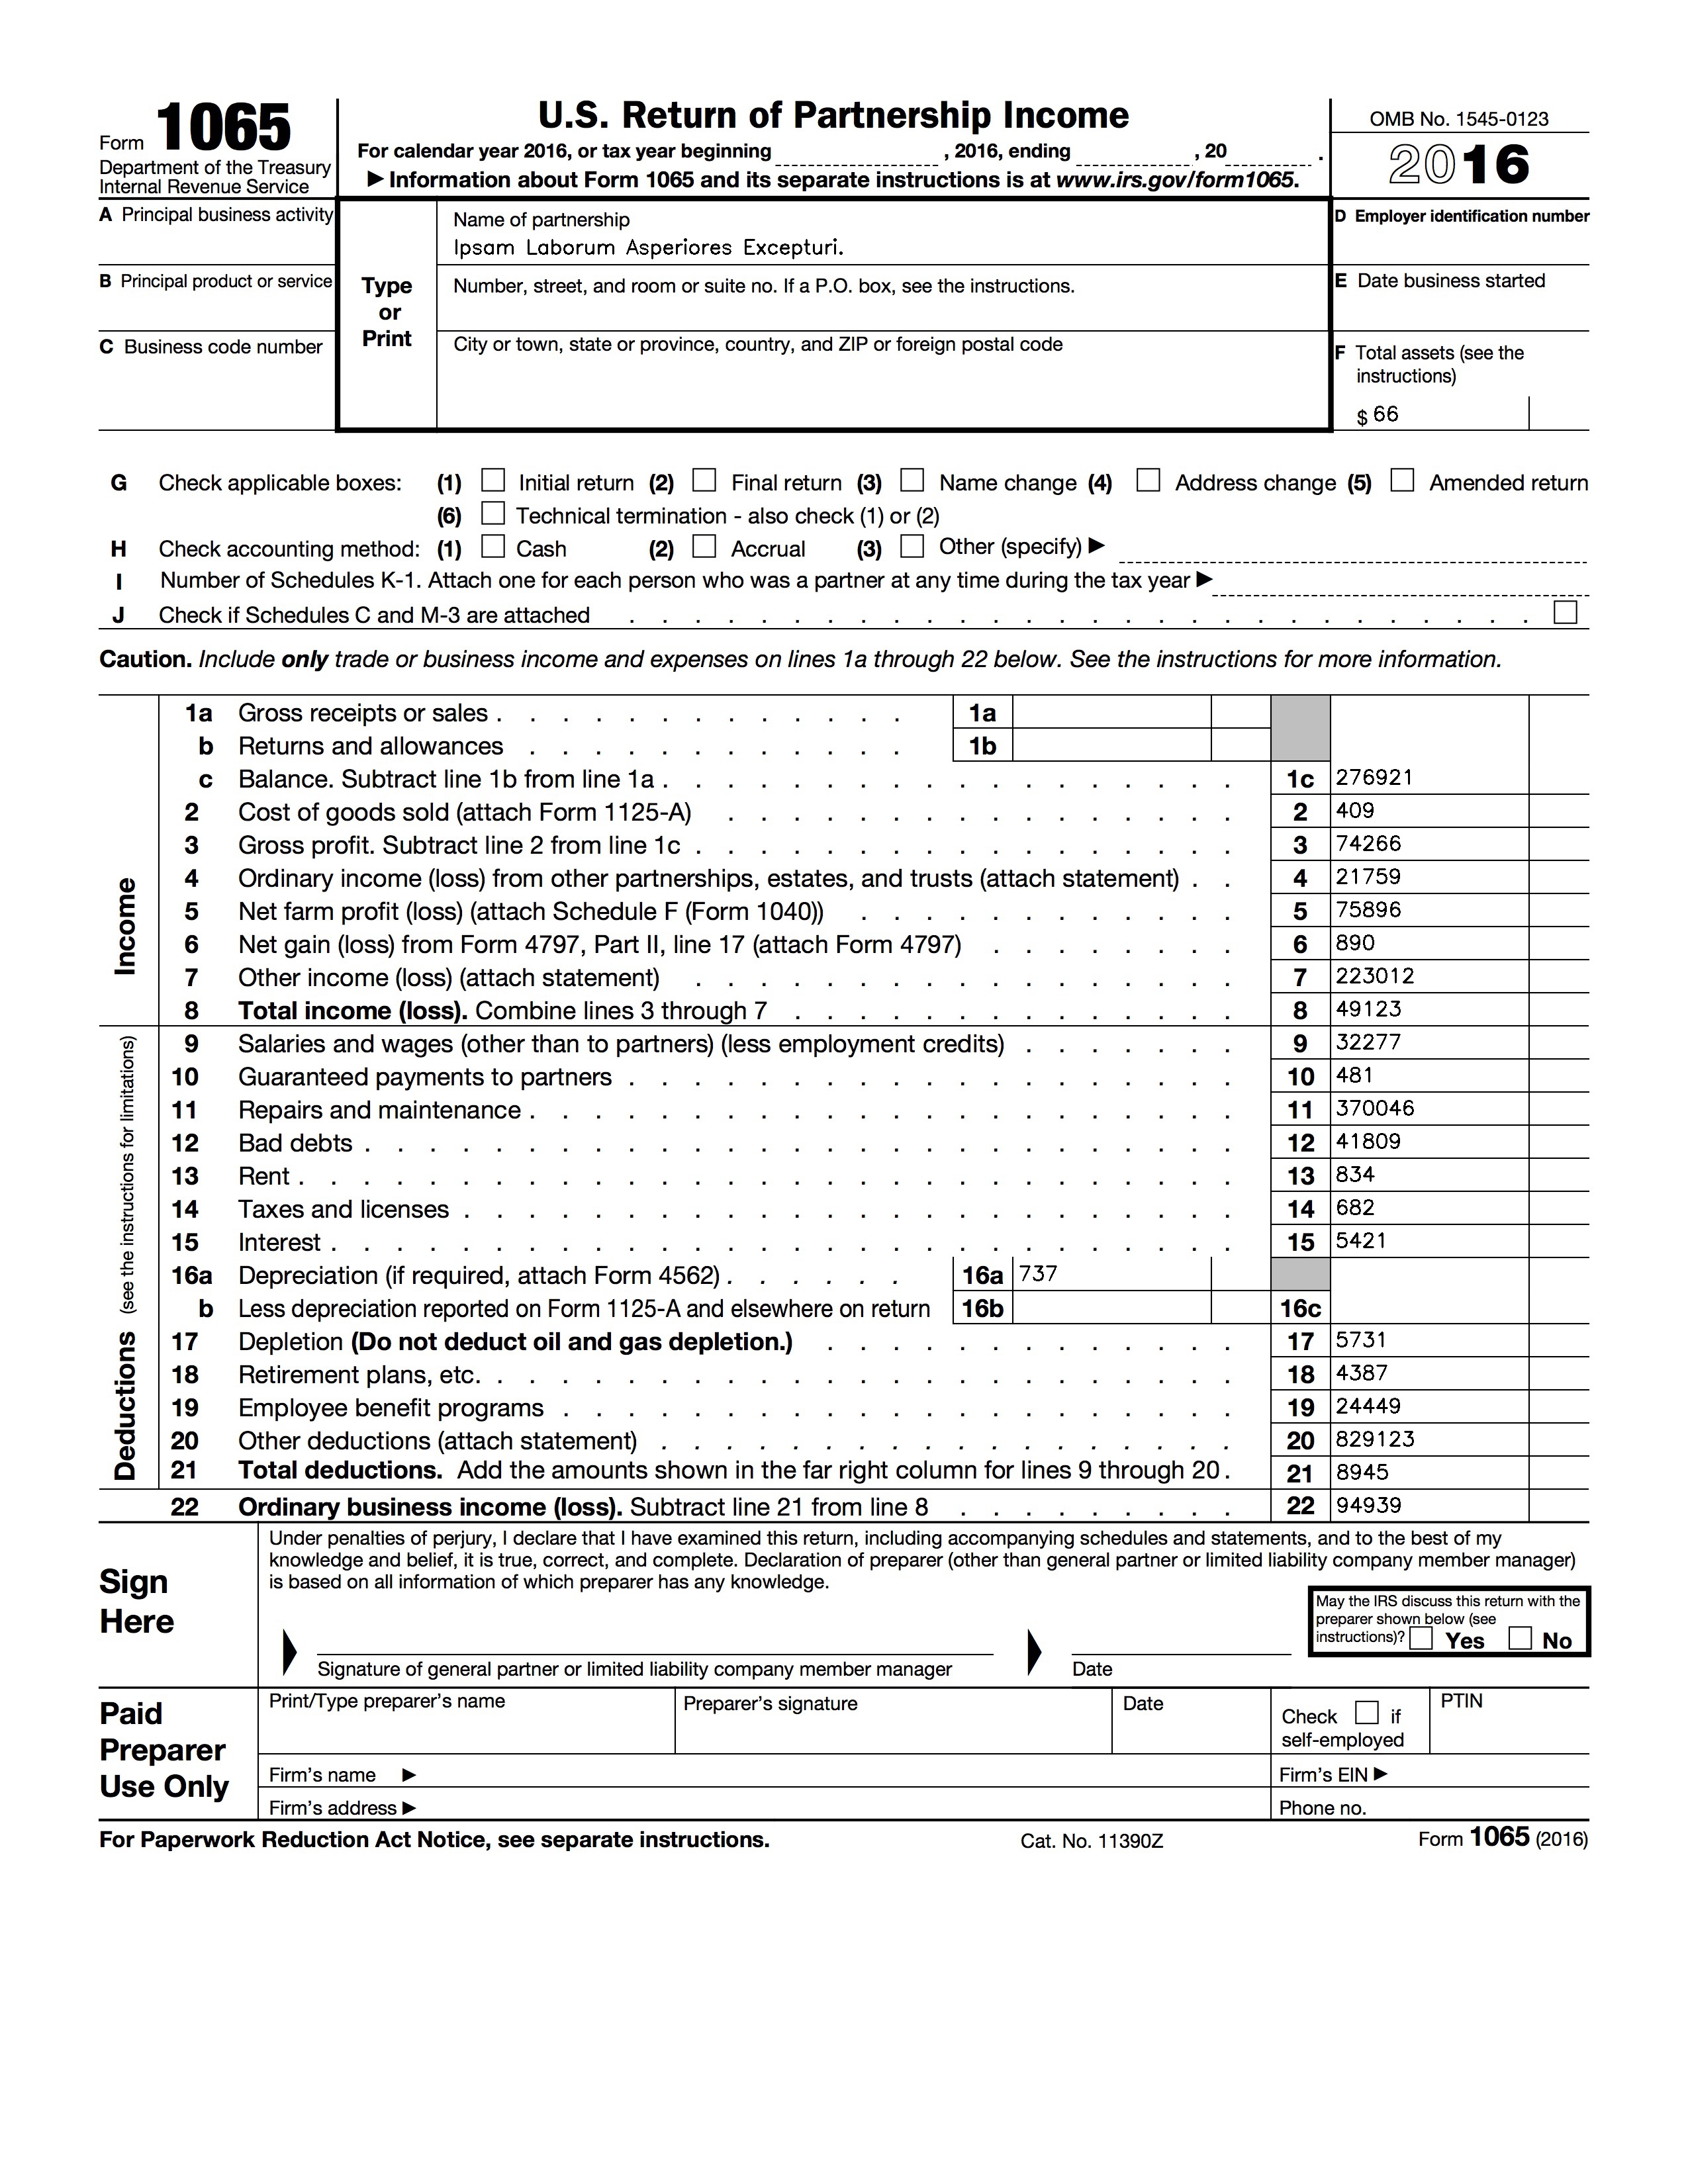 Form 1065
Department of the Treasury
Internal Revenue Service
U.S. Return of Partnership Income
For calendar year 2016, or tax year beginning , 2016, ending , 20 .
▶ Information about Form 1065 and its separate instructions is at www.irs.gov/form1065.
OMB No. 1545-0123
2016
A Principal business activity
B Principal product or service
C Business code number
Type
or
Print
Name of partnership
Ipsam Laborum Asperiores Excepturi.
Number, street, and room or suite no. If a P.O. box, see the instructions.
City or town, state or province, country, and ZIP or foreign postal code
D Employer identification number
E Date business started
F Total assets (see the
instructions)
$ 66
G Check applicable boxes: (1) Initial return (2) Final return (3) Name change (4) Address change (5) Amended return
(6) Technical termination - also check (1) or (2)
H Check accounting method: (1) Cash (2) Accrual (3) Other (specify) ▶
I Number of Schedules K-1. Attach one for each person who was a partner at any time during the tax year ▶
J Check if Schedules C and M-3 are attached
Caution. Include only trade or business income and expenses on lines 1a through 22 below. See the instructions for more information.
Income
1a Gross receipts or sales 1a
b Returns and allowances 1b
c Balance. Subtract line 1b from line 1a 1c 276921
2 Cost of goods sold (attach Form 1125-A) 2 409
3 Gross profit. Subtract line 2 from line 1c 3 74266
4 Ordinary income (loss) from other partnerships, estates, and trusts (attach statement) 4 21759
5 Net farm profit (loss) (attach Schedule F (Form 1040)) 5 75896
6 Net gain (loss) from Form 4797, Part II, line 17 (attach Form 4797) 6 890
7 Other income (loss) (attach statement) 7 223012
8 Total income (loss). Combine lines 3 through 7 8 49123
Deductions (see the instructions for limitations)
9 Salaries and wages (other than to partners) (less employment credits) 9 32277
10 Guaranteed payments to partners 10 481
11 Repairs and maintenance 11 370046
12 Bad debts 12 41809
13 Rent 13 834
14 Taxes and licenses 14 682
15 Interest 15 5421
16a Depreciation (if required, attach Form 4562) 16a 737
b Less depreciation reported on Form 1125-A and elsewhere on return 16b 16c
17 Depletion (Do not deduct oil and gas depletion.) 17 5731
18 Retirement plans, etc. 18 4387
19 Employee benefit programs 19 24449
20 Other deductions (attach statement) 20 829123
21 Total deductions. Add the amounts shown in the far right column for lines 9 through 20 . 21 8945
22 Ordinary business income (loss). Subtract line 21 from line 8 22 94939
Sign
Here
Under penalties of perjury, I declare that I have examined this return, including accompanying schedules and statements, and to the best of my
knowledge and belief, it is true, correct, and complete. Declaration of preparer (other than general partner or limited liability company member manager)
is based on all information of which preparer has any knowledge.
May the IRS discuss this return with the
preparer shown below (see
instructions)? Yes No
Signature of general partner or limited liability company member manager
Date
Paid
Preparer
Use Only
Print/Type preparer's name
Preparer's signature
Date
Check if
self-employed
PTIN
Firm's name ▶
Firm's EIN ▶
Firm's address ▶
Phone no.
For Paperwork Reduction Act Notice, see separate instructions.
Cat. No. 11390Z
Form 1065 (2016)